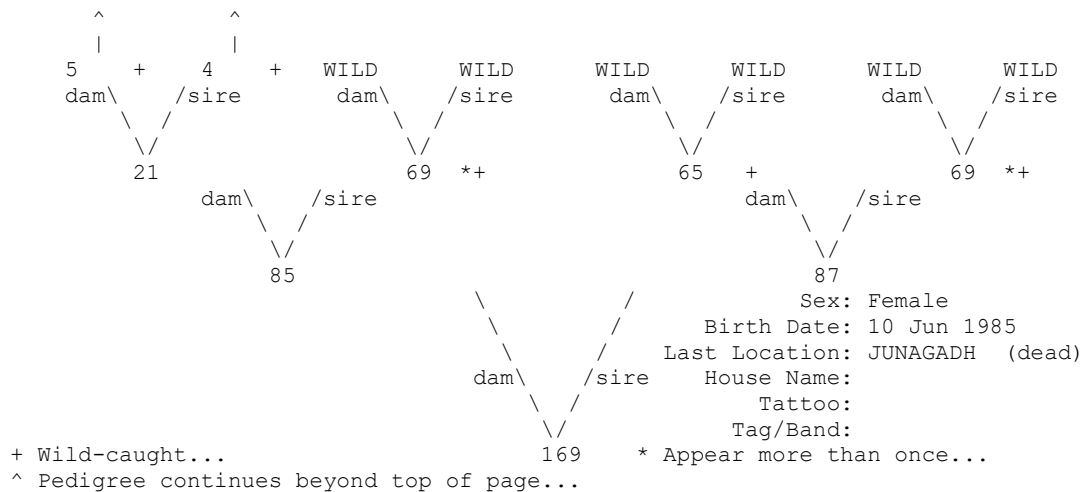 ^ ^
| |
5 + 4 + WILD WILD WILD WILD WILD WILD
dam\ /sire dam\ /sire dam\ /sire dam\ /sire
\ / \ / \ / \ /
\/ \/ \/ \/
21 69 *+ 65 + 69 *+
dam\ /sire dam\ /sire
\ / \ /
\/ \/
85 87
\ / Sex: Female
\ / Birth Date: 10 Jun 1985
\ / Last Location: JUNAGADH (dead)
dam\ /sire House Name:
\ / Tattoo:
\/ Tag/Band:
+ Wild-caught... 169 * Appear more than once...
^ Pedigree continues beyond top of page...